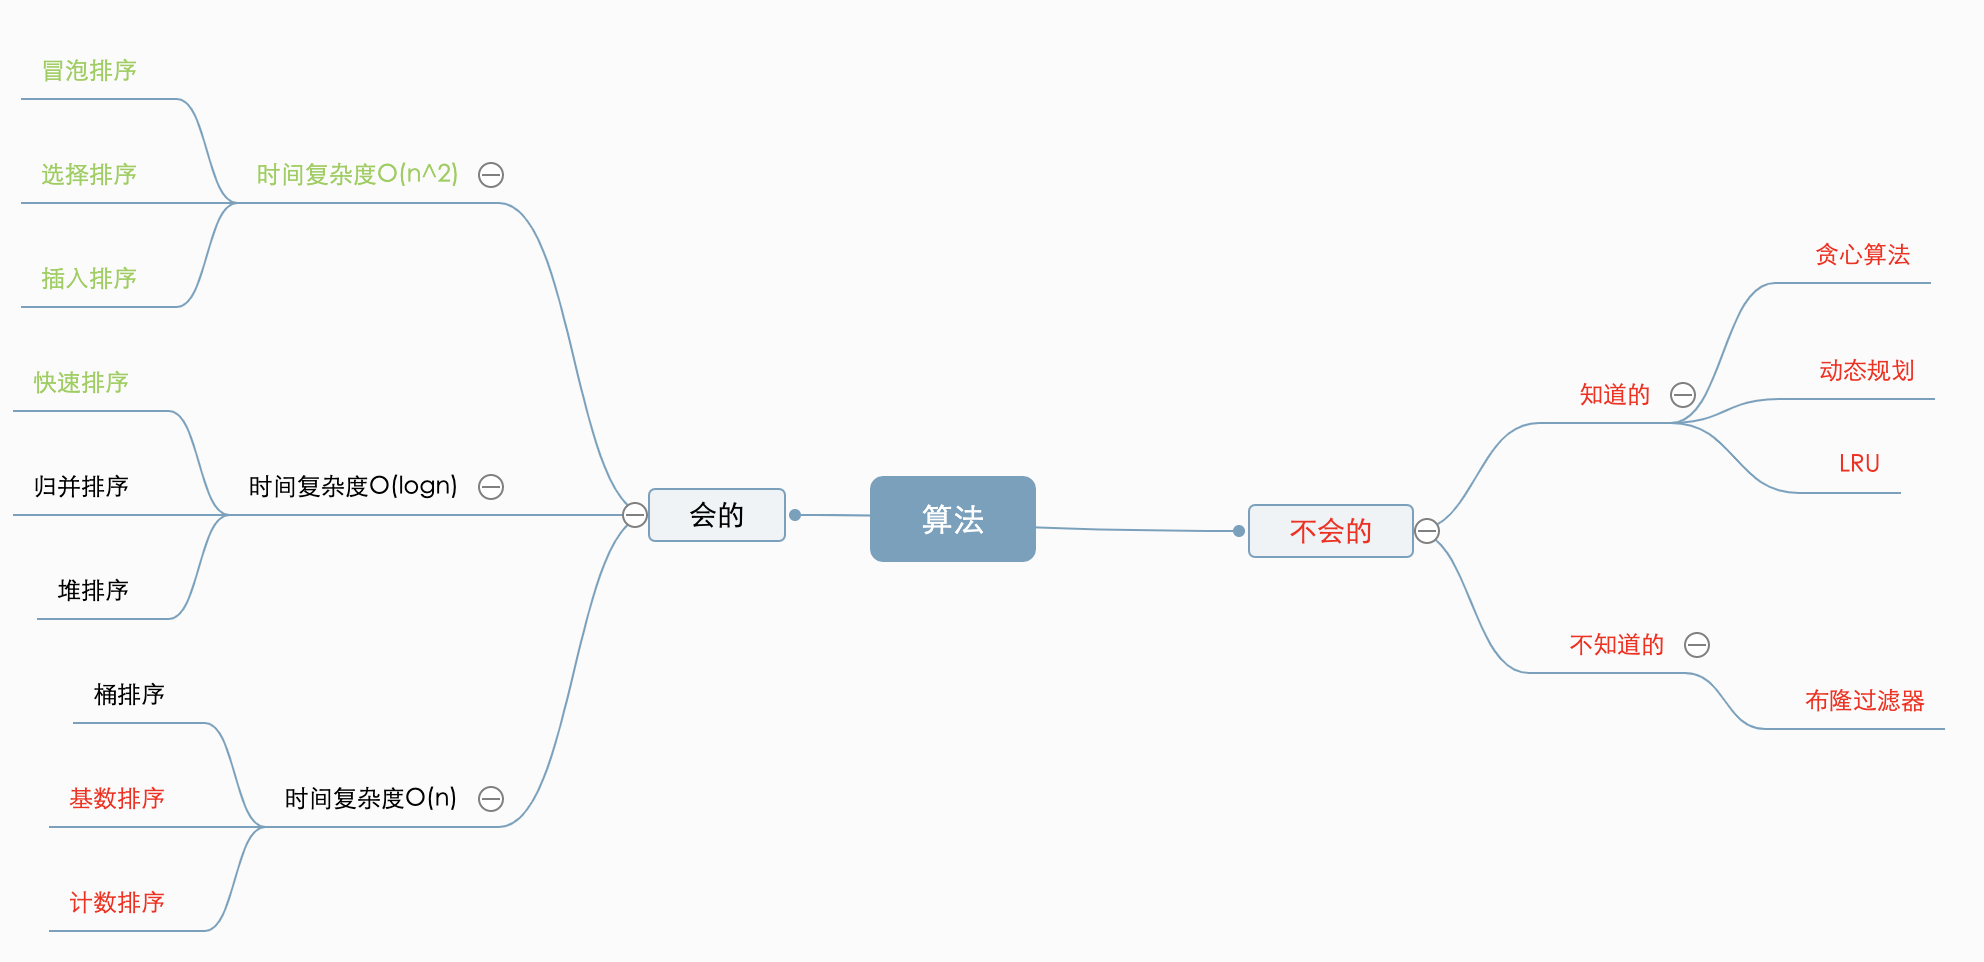 冒泡排序
选择排序
时间复杂度O(n^2)
插入排序
快速排序
归并排序
时间复杂度O(logn)
堆排序
桶排序
基数排序
时间复杂度O(n)
计数排序
会的
算法
不会的
知道的
贪心算法
动态规划
LRU
不知道的
布隆过滤器